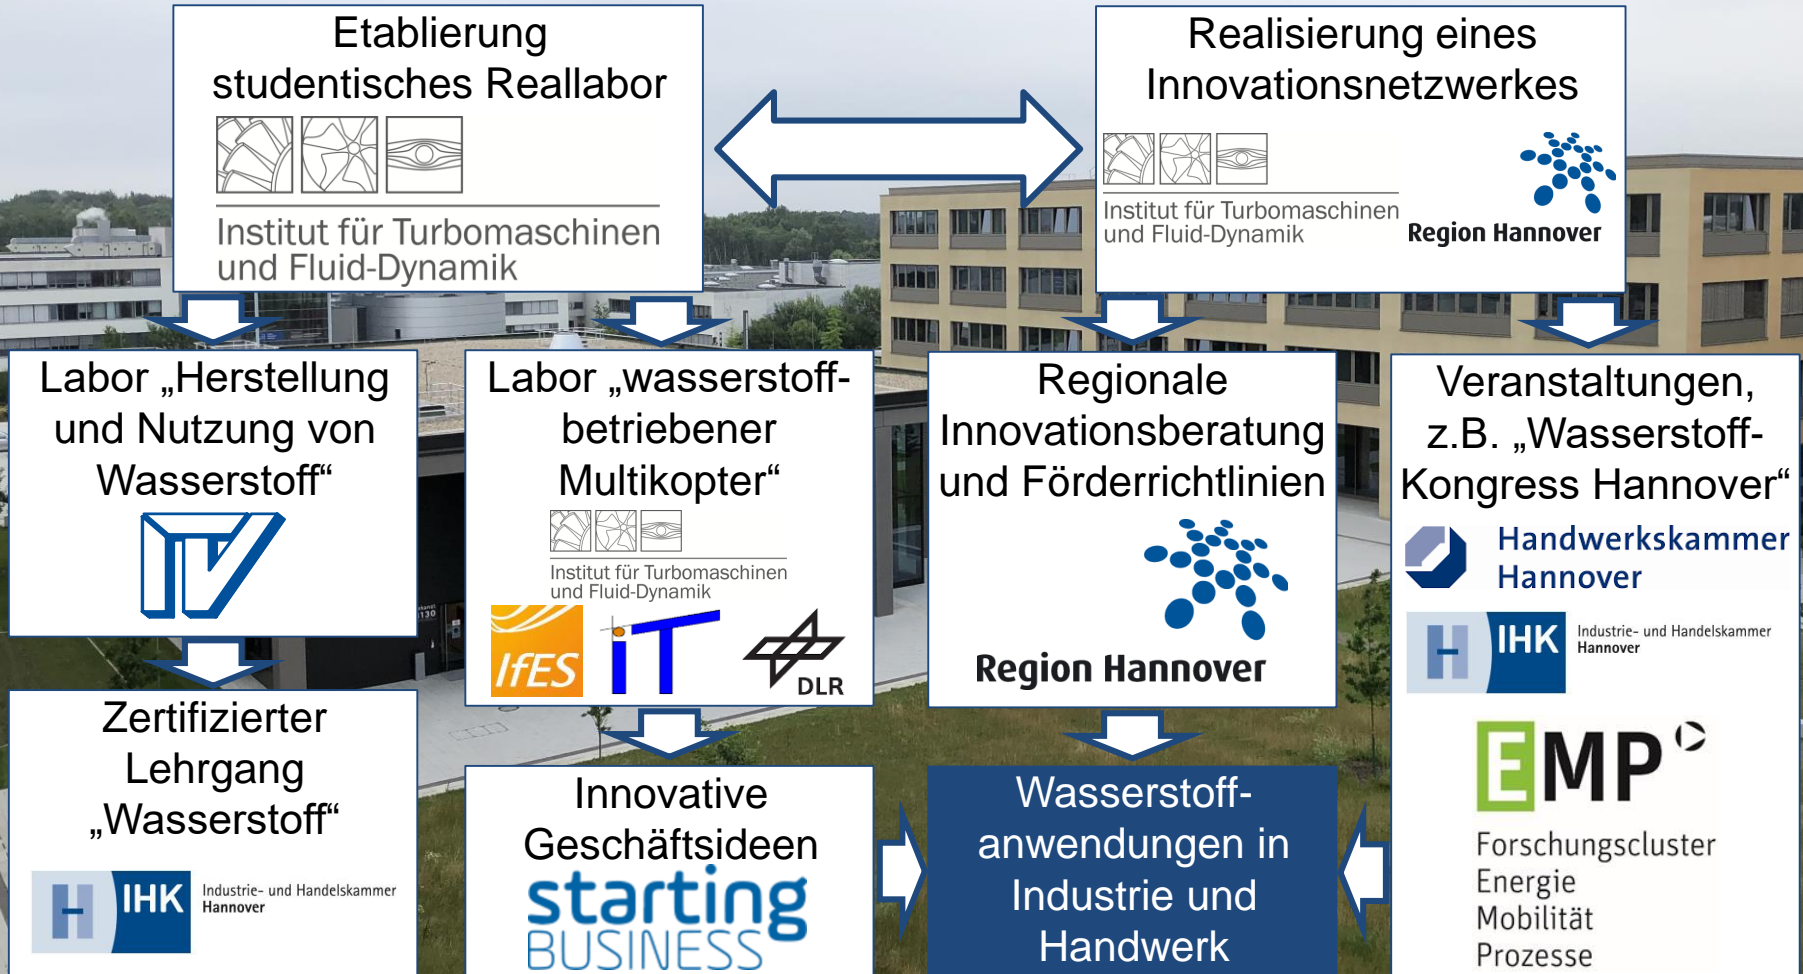 Etablierung
studentisches Reallabor
Institut für Turbomaschinen
und Fluid-Dynamik
Realisierung eines
Innovationsnetzwerkes
Institut für Turbomaschinen
und Fluid-Dynamik
Region Hannover
Labor „Herstellung
und Nutzung von
Wasserstoff“
ITV
Labor „wasserstoff-
betriebener
Multikopter“
Institut für Turbomaschinen
und Fluid-Dynamik
IfES
iT
DLR
Regionale
Innovationsberatung
und Förderrichtlinien
Region Hannover
Veranstaltungen,
z.B. „Wasserstoff-
Kongress Hannover“
Handwerkskammer
Hannover
H IHK
Industrie- und Handelskammer
Hannover
EMP
Forschungscluster
Energie
Mobilität
Prozesse
Zertifizierter
Lehrgang
„Wasserstoff“
H IHK
Industrie- und Handelskammer
Hannover
Innovative
Geschäftsideen
starting
BUSINESS
Wasserstoff-
anwendungen in
Industrie und
Handwerk